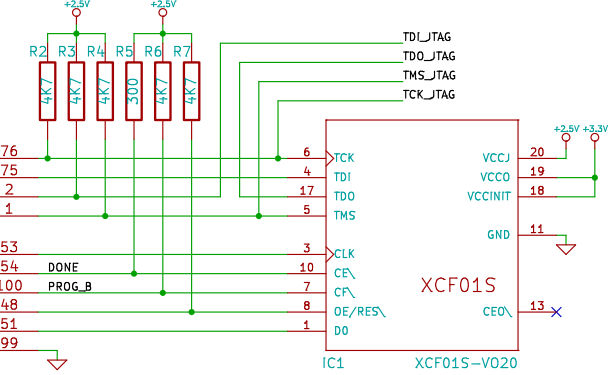 +2.5V +2.5V
TDI_JTAG
R2 R3 R4 R5 R6 R7
TDO_JTAG
TMS_JTAG
4K7 4K7 4K7 300 4K7 4K7
TCK_JTAG
+2.5V +3.3V
76 6 TCK VCCJ 20
75 4 TDI VCCO 19
2 17 TDO VCCINIT 18
1 5 TMS
GND 11
53 3 CLK
54 DONE 10 CE\
100 PROG_B 7 CF\
XCF01S
48 8 OE/RES\ CEO\ 13
51 1 D0
99
IC1 XCF01S-VO20